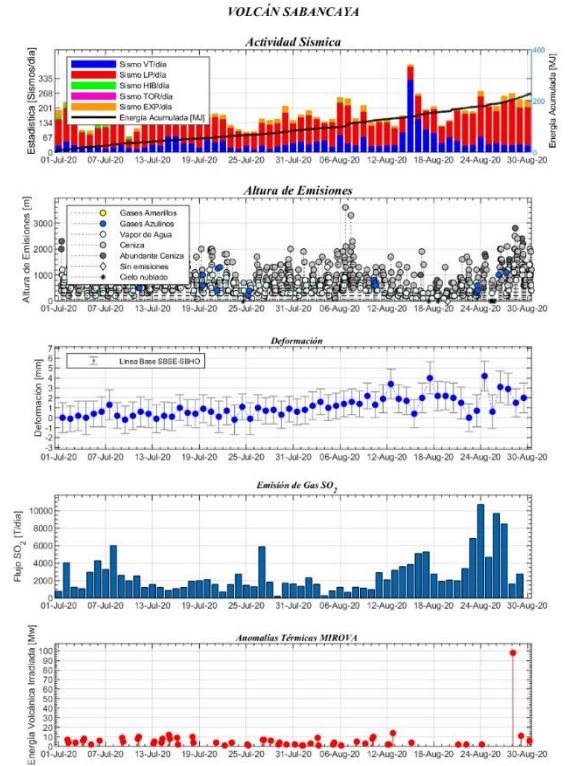 VOLCÁN SABANCAYA
Actividad Sísmica
Estadística [Sismos/día]
Energía Acumulada [MJ]
335
268
201
134
67
0
400
200
0
Sismo VT/día
Sismo LP/día
Sismo HIB/día
Sismo TOR/día
Sismo EXP/día
Energía Acumulada [MJ]
01-Jul-20 07-Jul-20 13-Jul-20 19-Jul-20 25-Jul-20 31-Jul-20 06-Aug-20 12-Aug-20 18-Aug-20 24-Aug-20 30-Aug-20
Altura de Emisiones
Altura de Emisiones [m]
3000
2000
1000
0
Gases Amarillos
Gases Azulinos
Vapor de Agua
Ceniza
Abundante Ceniza
Sin emisiones
Cielo nublado
01-Jul-20 07-Jul-20 13-Jul-20 19-Jul-20 25-Jul-20 31-Jul-20 06-Aug-20 12-Aug-20 18-Aug-20 24-Aug-20 30-Aug-20
Deformación
Deformación [mm]
7
6
5
4
3
2
1
0
-1
-2
-3
Linea Base SBSE-SBHO
01-Jul-20 07-Jul-20 13-Jul-20 19-Jul-20 25-Jul-20 31-Jul-20 06-Aug-20 12-Aug-20 18-Aug-20 24-Aug-20 30-Aug-20
Emisión de Gas SO2
Flujo SO2 [T/día]
10000
8000
6000
4000
2000
0
01-Jul-20 07-Jul-20 13-Jul-20 19-Jul-20 25-Jul-20 31-Jul-20 06-Aug-20 12-Aug-20 18-Aug-20 24-Aug-20 30-Aug-20
Anomalías Térmicas MIROVA
Energía Volcánica Irradiada [Mw]
100
90
80
70
60
50
40
30
20
10
0
01-Jul-20 07-Jul-20 13-Jul-20 19-Jul-20 25-Jul-20 31-Jul-20 06-Aug-20 12-Aug-20 18-Aug-20 24-Aug-20 30-Aug-20